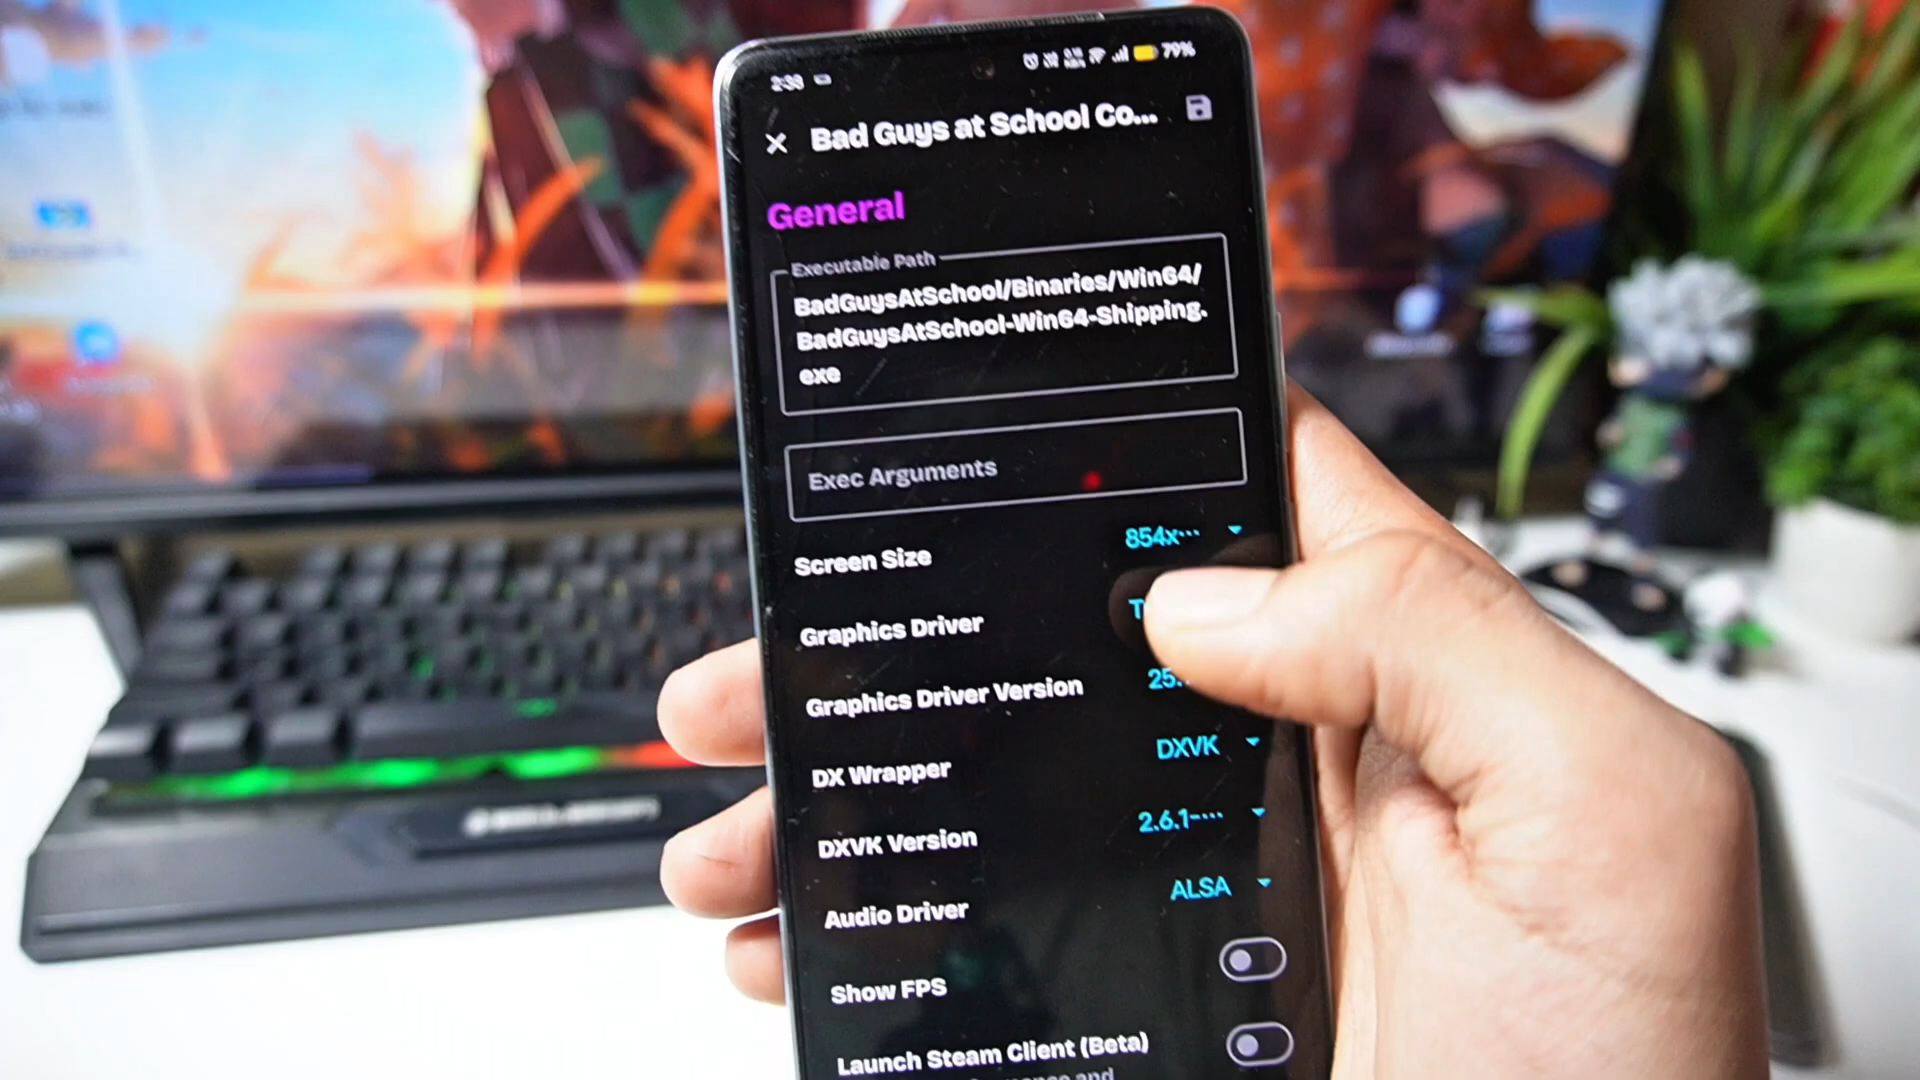 2:38 79%
Bad Guys at School Co...
General
Executable Path
BadGuysAtSchool/Binaries/Win64/
BadGuysAtSchool-Win64-Shipping.
exe
Exec Arguments
Screen Size 854x...
Graphics Driver T
Graphics Driver Version 25.
DX Wrapper DXVK
DXVK Version 2.6.1-...
Audio Driver ALSA
Show FPS
Launch Steam Client (Beta)
and